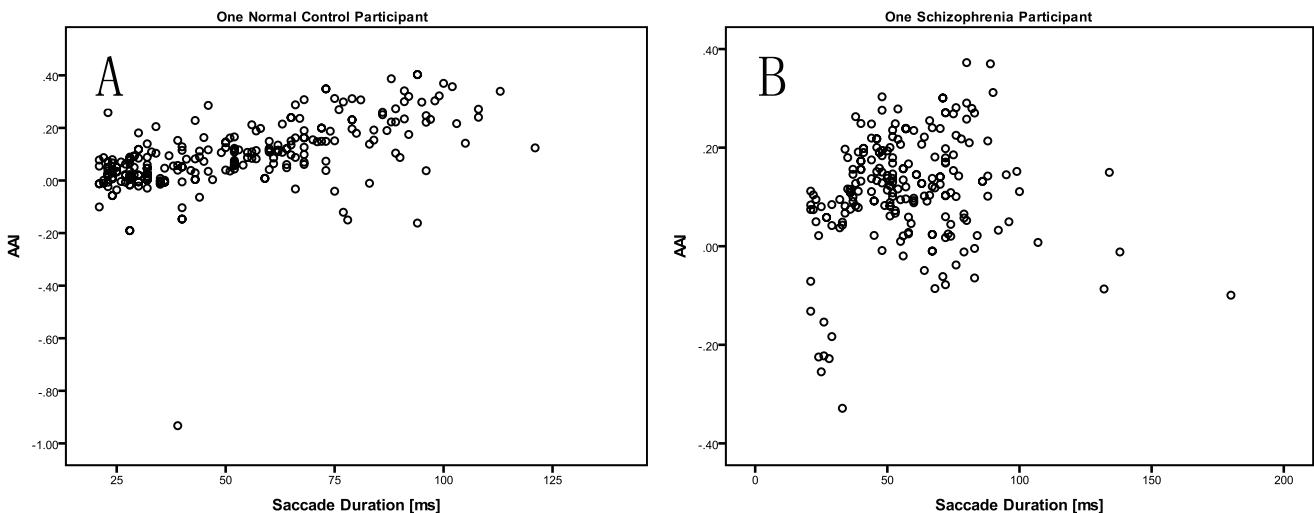 One Normal Control Participant
A
.40
.20
.00
-.20
-.40
-.60
-.80
-1.00
AAI
25
50
75
100
125
Saccade Duration [ms]
One Schizophrenia Participant
B
.40
.20
.00
-.20
-.40
AAI
0
50
100
150
200
Saccade Duration [ms]